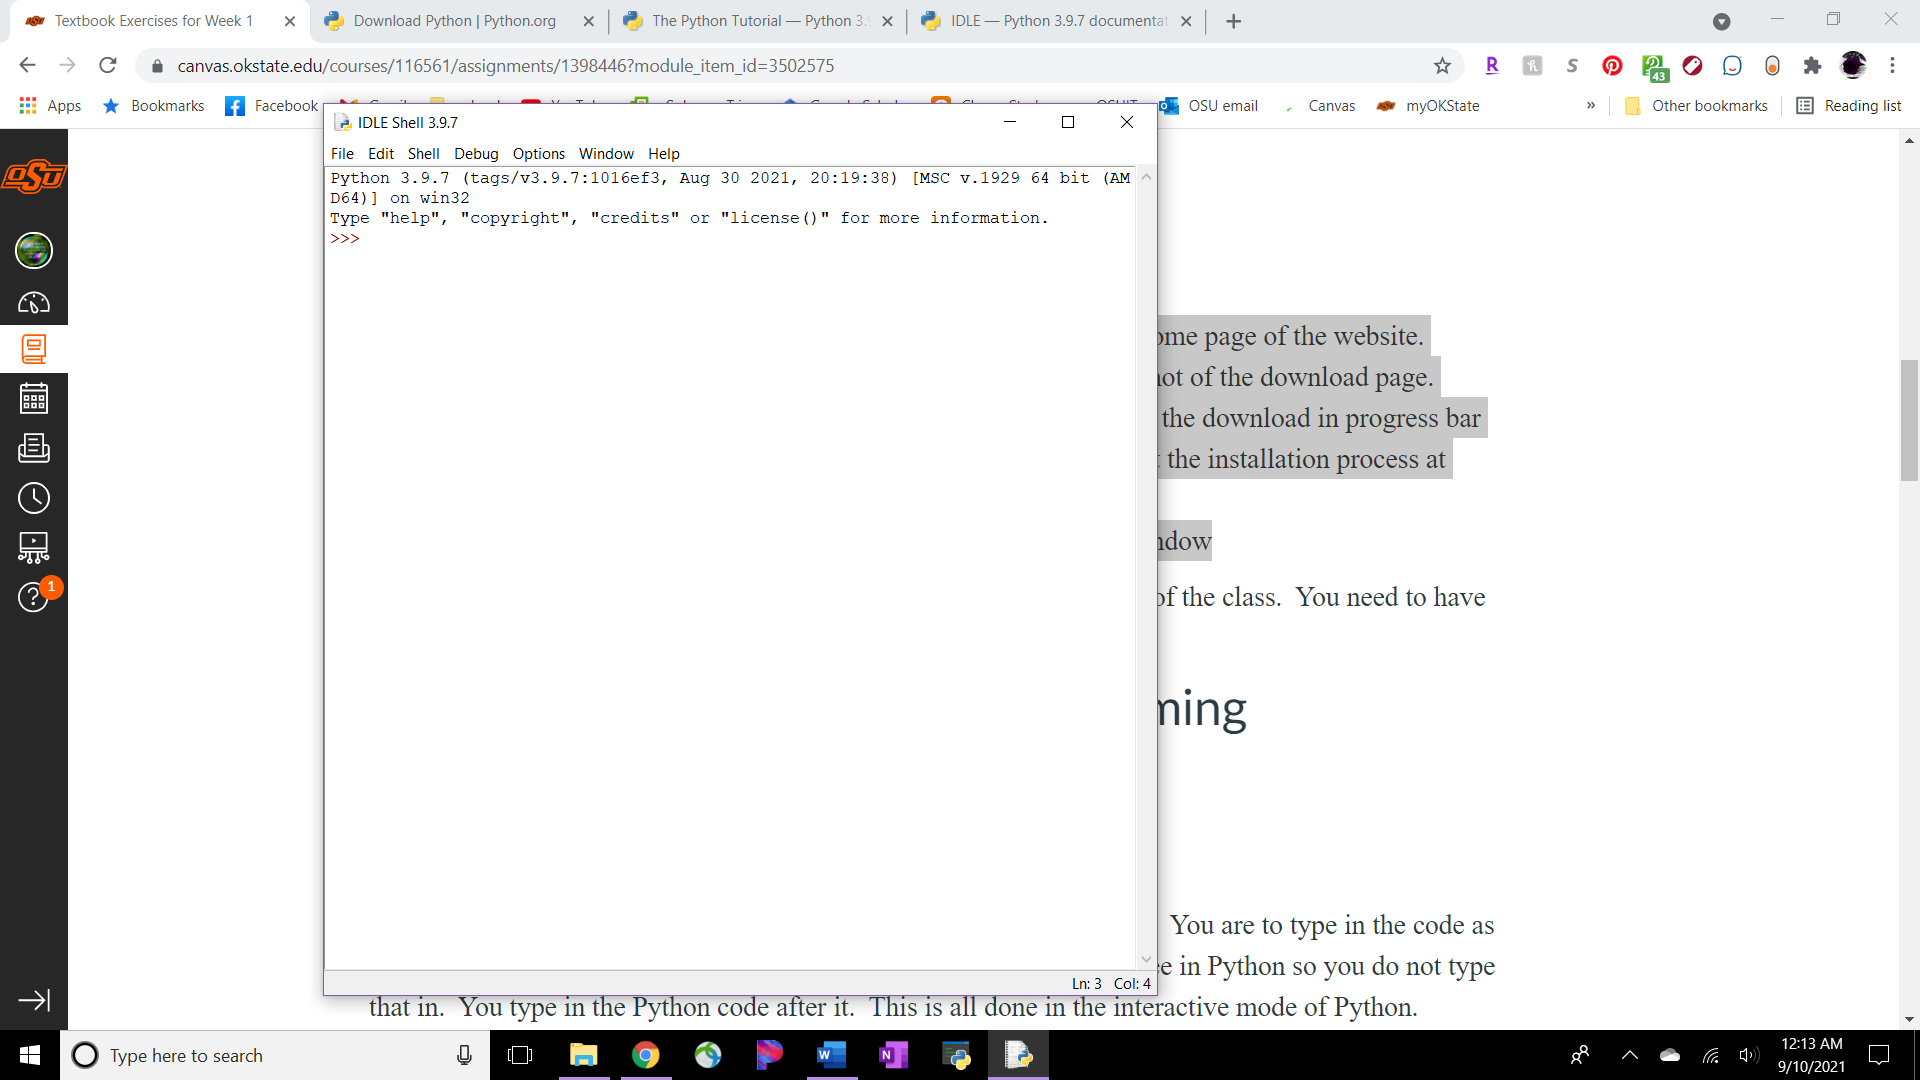 Textbook Exercises for Week 1
Download Python | Python.org
The Python Tutorial — Python 3.9
IDLE — Python 3.9.7 documentat
canvas.okstate.edu/courses/116561/assignments/1398446?module_item_id=3502575
43
Apps
Bookmarks
Facebook
OSU email
Canvas
myOKState
»
Other bookmarks
Reading list
IDLE Shell 3.9.7
File Edit Shell Debug Options Window Help
Python 3.9.7 (tags/v3.9.7:1016ef3, Aug 30 2021, 20:19:38) [MSC v.1929 64 bit (AM
D64)] on win32
Type "help", "copyright", "credits" or "license()" for more information.
>>>
Ln: 3 Col: 4
OSU
1
ome page of the website.
not of the download page.
the download in progress bar
the installation process at
ndow
of the class. You need to have
ming
You are to type in the code as
ee in Python so you do not type
that in. You type in the Python code after it. This is all done in the interactive mode of Python.
Type here to search
12:13 AM
9/10/2021